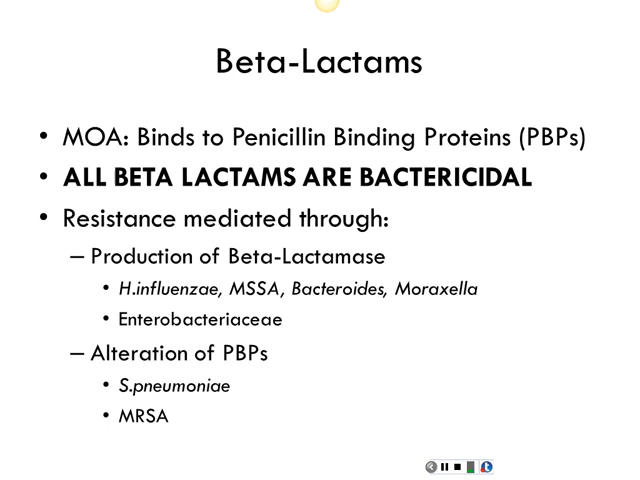 Beta-Lactams
• MOA: Binds to Penicillin Binding Proteins (PBPs)
• ALL BETA LACTAMS ARE BACTERICIDAL
• Resistance mediated through:
– Production of Beta-Lactamase
• H.influenzae, MSSA, Bacteroides, Moraxella
• Enterobacteriaceae
– Alteration of PBPs
• S.pneumoniae
• MRSA